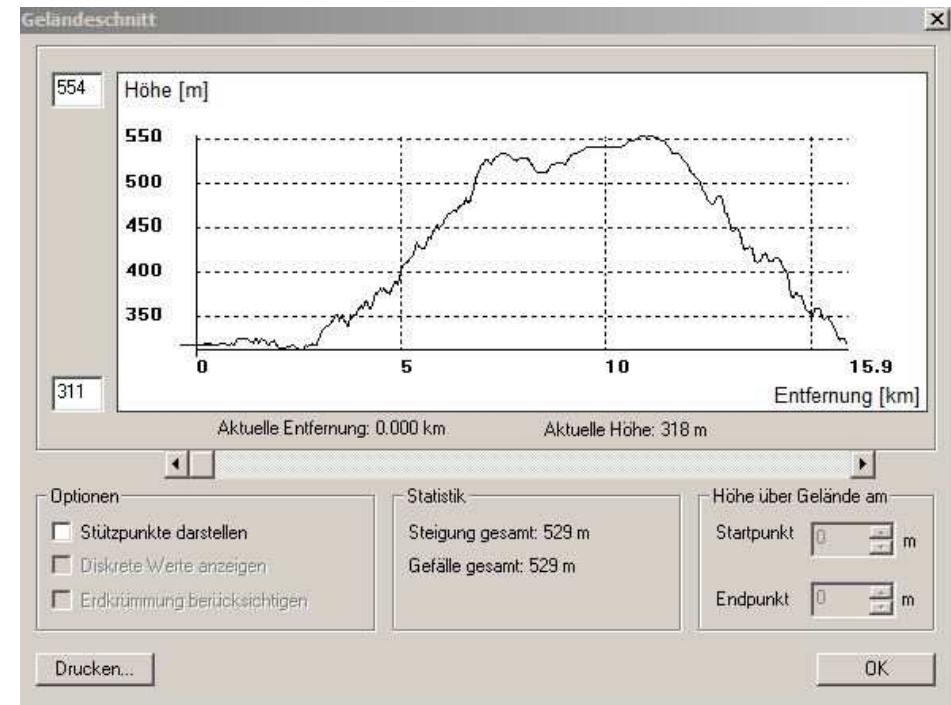 Geländeschnitt
554
Höhe [m]
550
500
450
400
350
0 5 10 15.9
311
Entfernung [km]
Aktuelle Entfernung: 0.000 km Aktuelle Höhe: 318 m
Optionen
Stützpunkte darstellen
Diskrete Werte anzeigen
Erdkrümmung berücksichtigen
Statistik
Steigung gesamt: 529 m
Gefälle gesamt: 529 m
Höhe über Gelände am
Startpunkt 0 m
Endpunkt 0 m
Drucken... OK